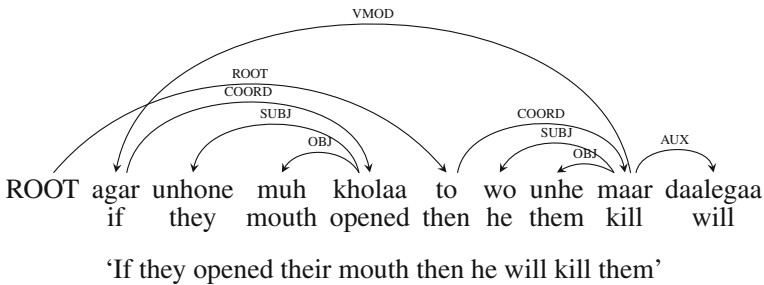 VMOD
ROOT
COORD
SUBJ
OBJ
COORD
SUBJ
OBJ
AUX
ROOT agar unhone muh kholaa to wo unhe maar daalegaa
if they mouth opened then he them kill will
‘If they opened their mouth then he will kill them’